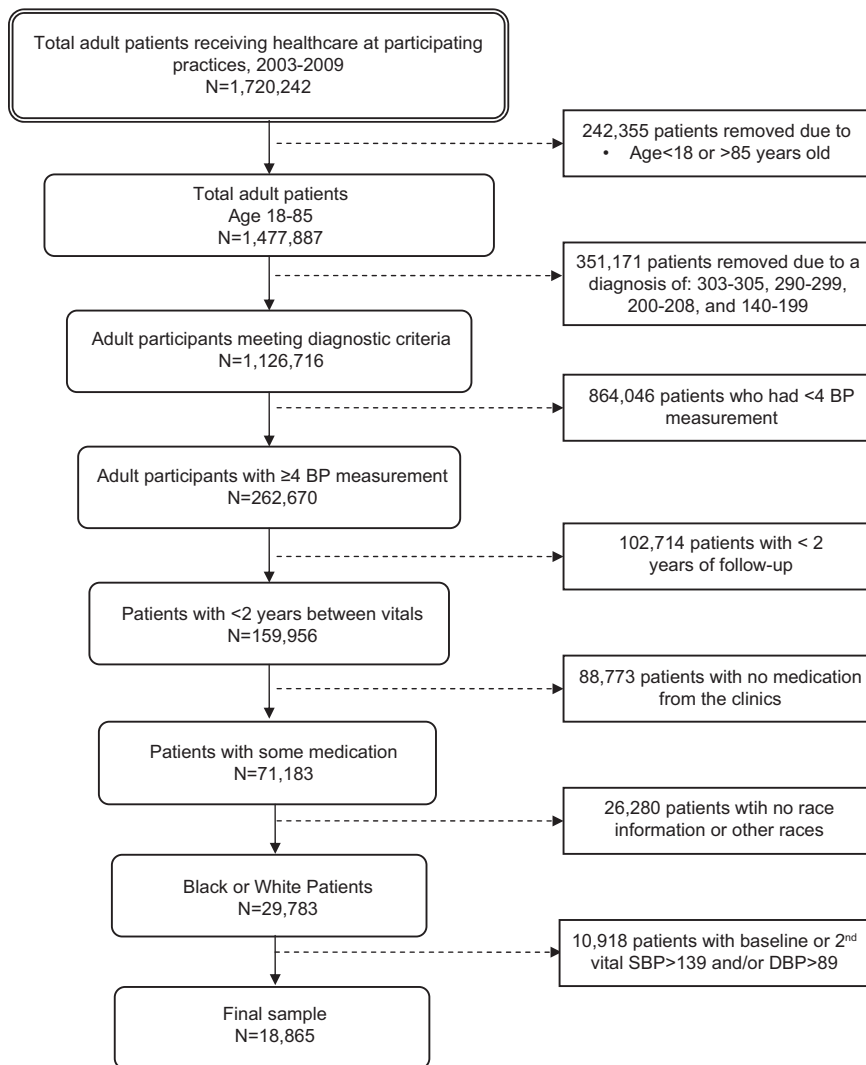 Total adult patients receiving healthcare at participating
practices, 2003-2009
N=1,720,242
242,355 patients removed due to
• Age<18 or >85 years old
Total adult patients
Age 18-85
N=1,477,887
351,171 patients removed due to a
diagnosis of: 303-305, 290-299,
200-208, and 140-199
Adult participants meeting diagnostic criteria
N=1,126,716
864,046 patients who had <4 BP
measurement
Adult participants with ≥4 BP measurement
N=262,670
102,714 patients with < 2
years of follow-up
Patients with <2 years between vitals
N=159,956
88,773 patients with no medication
from the clinics
Patients with some medication
N=71,183
26,280 patients wtih no race
information or other races
Black or White Patients
N=29,783
10,918 patients with baseline or 2nd
vital SBP>139 and/or DBP>89
Final sample
N=18,865